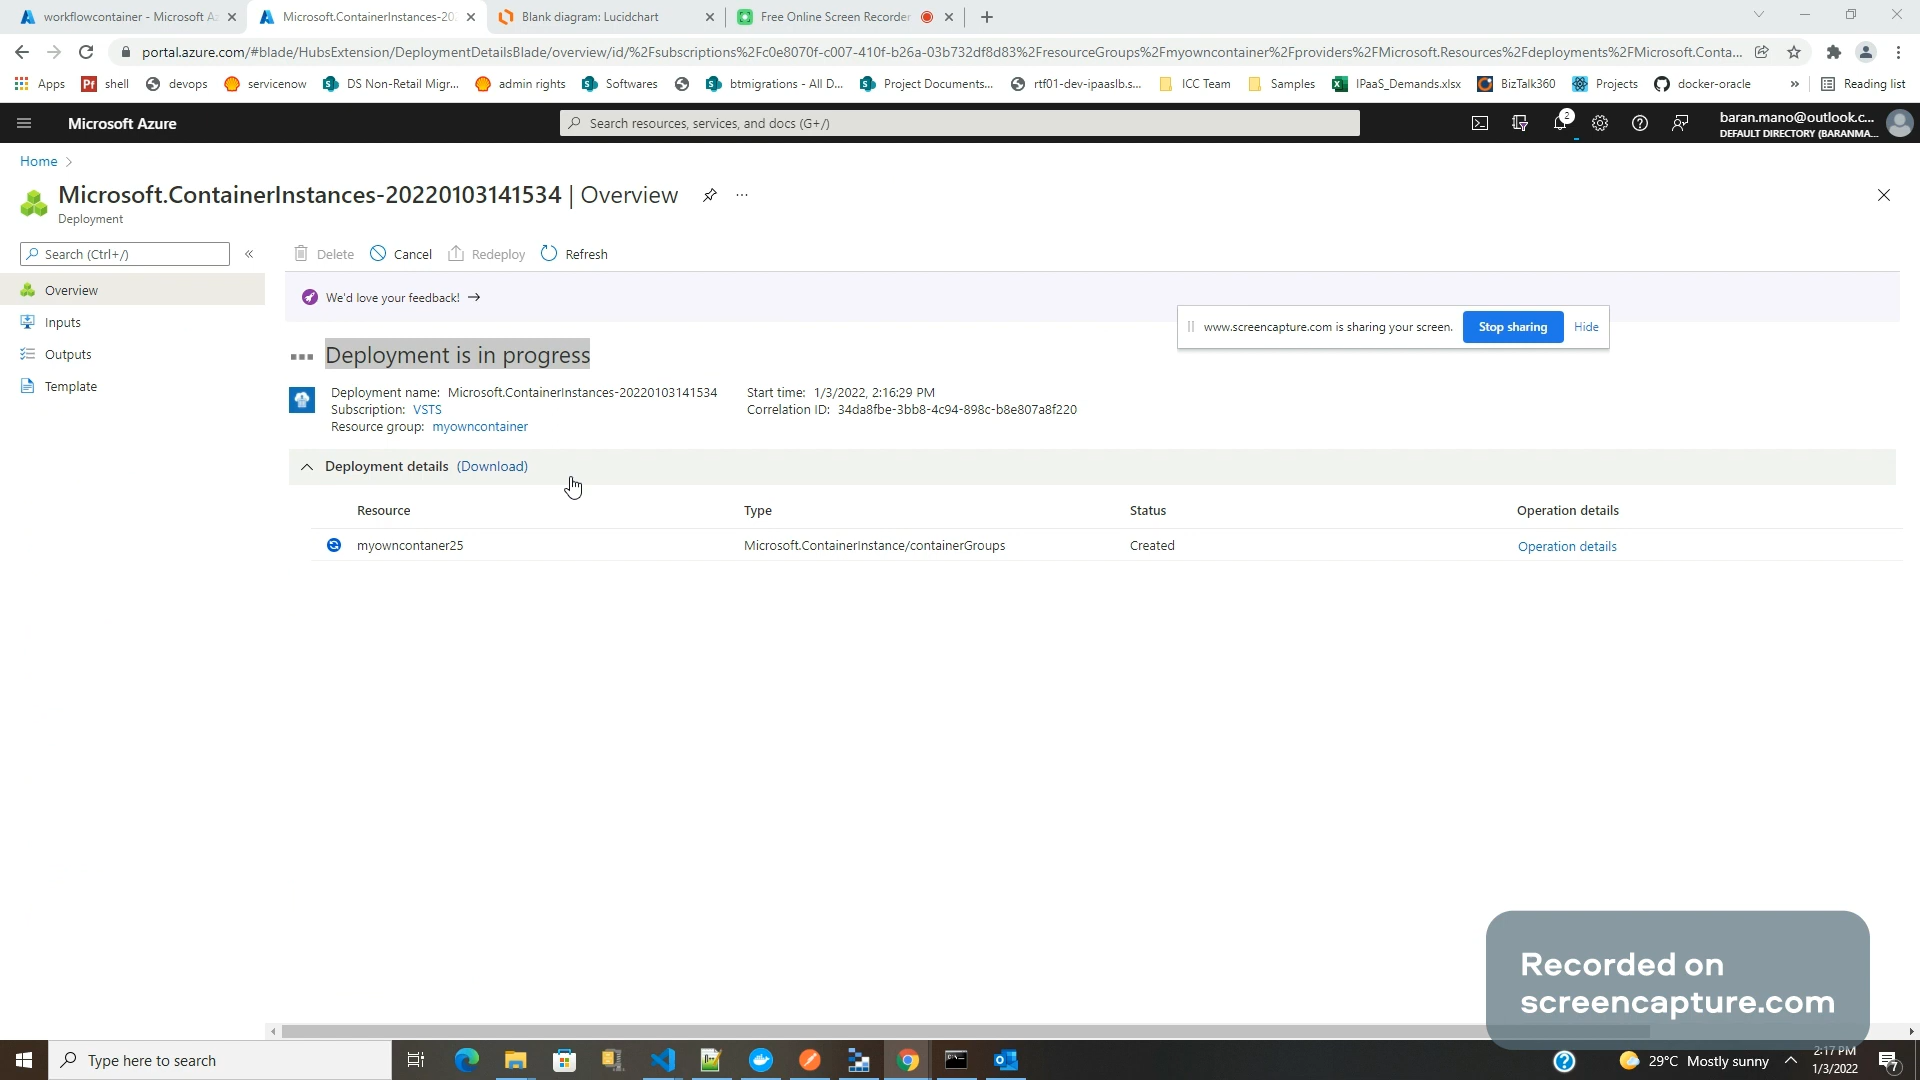 workflowcontainer - Microsoft Az
Microsoft.ContainerInstances-202
Blank diagram: Lucidchart
Free Online Screen Recorder
portal.azure.com/#blade/HubsExtension/DeploymentDetailsBlade/overview/id/%2Fsubscriptions%2Fc0e8070f-c007-410f-b26a-03b732df8d83%2FresourceGroups%2Fmyowncontainer%2Fproviders%2FMicrosoft.Resources%2Fdeployments%2FMicrosoft.Conta...
Apps
shell
devops
servicenow
DS Non-Retail Migr...
admin rights
Softwares
btmigrations - All D...
Project Documents...
rtf01-dev-ipaaslb.s...
ICC Team
Samples
IPaaS_Demands.xlsx
BizTalk360
Projects
docker-oracle
»
Reading list
Microsoft Azure
Search resources, services, and docs (G+/)
2
baran.mano@outlook.c...
DEFAULT DIRECTORY (BARANMA...
Home
Microsoft.ContainerInstances-20220103141534 | Overview
...
Deployment
Search (Ctrl+/)
«
Delete
Cancel
Redeploy
Refresh
Overview
Inputs
Outputs
Template
We'd love your feedback! →
www.screencapture.com is sharing your screen.
Stop sharing
Hide
Deployment is in progress
Deployment name: Microsoft.ContainerInstances-20220103141534
Subscription: VSTS
Resource group: myowncontainer
Start time: 1/3/2022, 2:16:29 PM
Correlation ID: 34da8fbe-3bb8-4c94-898c-b8e807a8f220
Deployment details (Download)
Resource
Type
Status
Operation details
myowncontaner25
Microsoft.ContainerInstance/containerGroups
Created
Operation details
Recorded on
screencapture.com
Type here to search
29°C Mostly sunny
2:17 PM
1/3/2022
7